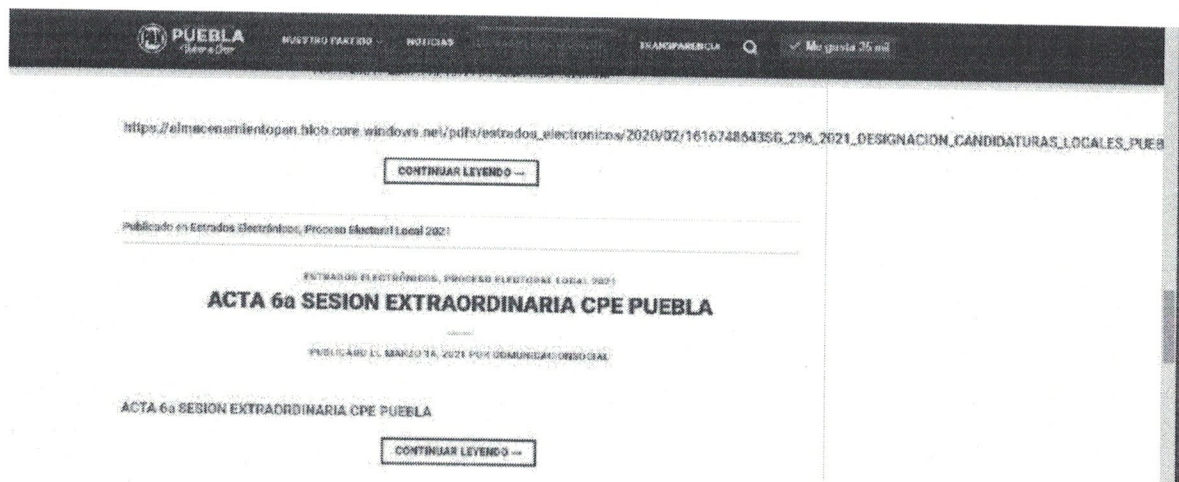 PUEBLA
NUESTRO PARTIDO NOTICIAS TRANSPARENCIA Me gusta 35 mil
https://almacenamientopan.blob.core.windows.net/pdfs/estrados_electronicos/2020/02/1616748643SG_296_2021_DESIGNACION_CANDIDATURAS_LOCALES_PUEB
CONTINUAR LEYENDO →
Publicado en Estrados Electrónicos, Proceso Electoral Local 2021
ESTRADOS ELECTRÓNICOS, PROCESO ELECTORAL LOCAL 2021
ACTA 6a SESION EXTRAORDINARIA CPE PUEBLA
PUBLICADO EL MARZO 2021 POR COMUNICACIONSOCIAL
ACTA 6a SESION EXTRAORDINARIA CPE PUEBLA
CONTINUAR LEYENDO →